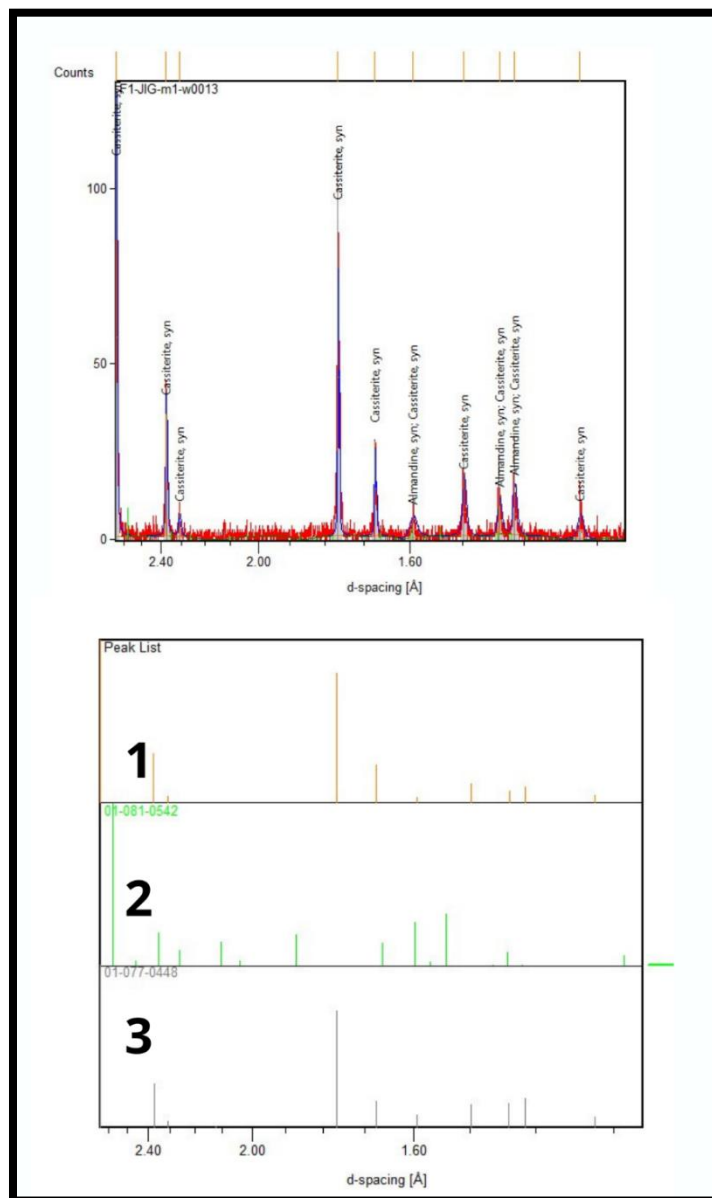 Counts
F1-JIG-m1-w0013
Cassiterite, syn
Cassiterite, syn
Cassiterite, syn
Cassiterite, syn
Cassiterite, syn
Almandine, syn; Cassiterite, syn
Cassiterite, syn
Almandine, syn; Cassiterite, syn
Almandine, syn; Cassiterite, syn
Cassiterite, syn
100
50
0
2.40 2.00 1.60
d-spacing [Å]
Peak List
1
01-081-0542
2
01-077-0448
3
2.40 2.00 1.60
d-spacing [Å]